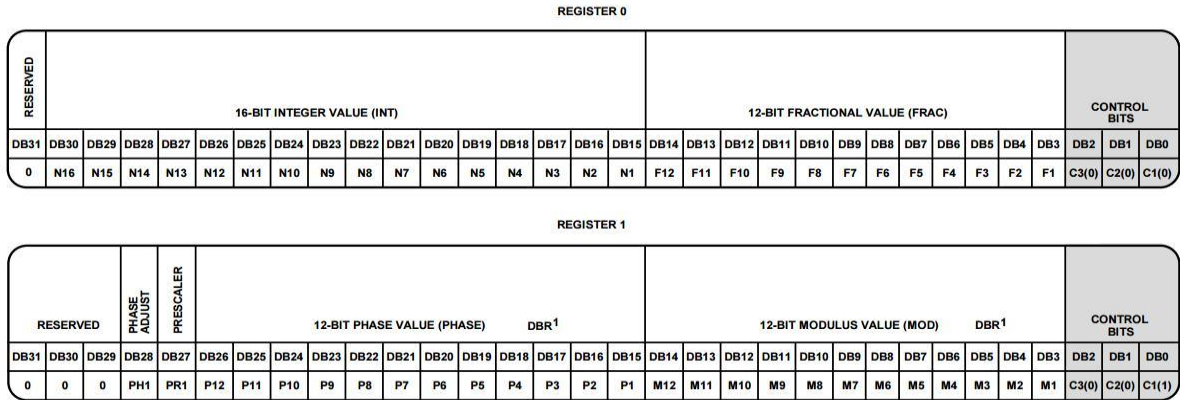 REGISTER 0
RESERVED
16-BIT INTEGER VALUE (INT) 12-BIT FRACTIONAL VALUE (FRAC) CONTROL
BITS
DB31 DB30 DB29 DB28 DB27 DB26 DB25 DB24 DB23 DB22 DB21 DB20 DB19 DB18 DB17 DB16 DB15 DB14 DB13 DB12 DB11 DB10 DB9 DB8 DB7 DB6 DB5 DB4 DB3 DB2 DB1 DB0
0 N16 N15 N14 N13 N12 N11 N10 N9 N8 N7 N6 N5 N4 N3 N2 N1 F12 F11 F10 F9 F8 F7 F6 F5 F4 F3 F2 F1 C3(0) C2(0) C1(0)
REGISTER 1
RESERVED
PHASE
ADJUST
PRESCALER
12-BIT PHASE VALUE (PHASE) DBR1 12-BIT MODULUS VALUE (MOD) DBR1 CONTROL
BITS
DB31 DB30 DB29 DB28 DB27 DB26 DB25 DB24 DB23 DB22 DB21 DB20 DB19 DB18 DB17 DB16 DB15 DB14 DB13 DB12 DB11 DB10 DB9 DB8 DB7 DB6 DB5 DB4 DB3 DB2 DB1 DB0
0 0 0 PH1 PR1 P12 P11 P10 P9 P8 P7 P6 P5 P4 P3 P2 P1 M12 M11 M10 M9 M8 M7 M6 M5 M4 M3 M2 M1 C3(0) C2(0) C1(1)